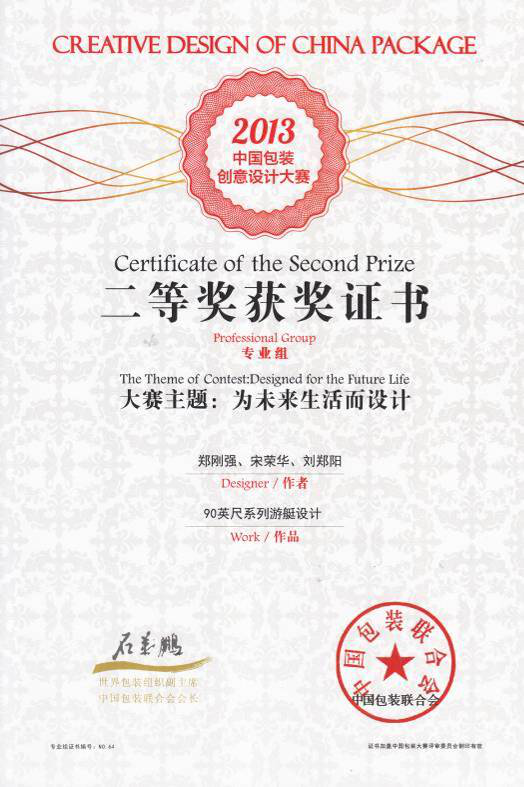 CREATIVE DESIGN OF CHINA PACKAGE
2013
中国包装
创意设计大赛
Certificate of the Second Prize
二等奖获奖证书
Professional Group
专业组
The Theme of Contest:Designed for the Future Life
大赛主题：为未来生活而设计
郑刚强、宋荣华、刘郑阳
Designer / 作者
90英尺系列游艇设计
Work / 作品
世界包装组织副主席
中国包装联合会会长
中国包装联合会
中国包装联合会
专业组证书编号：NO 64
证书加盖中国包装大赛评审委员会钢印有效